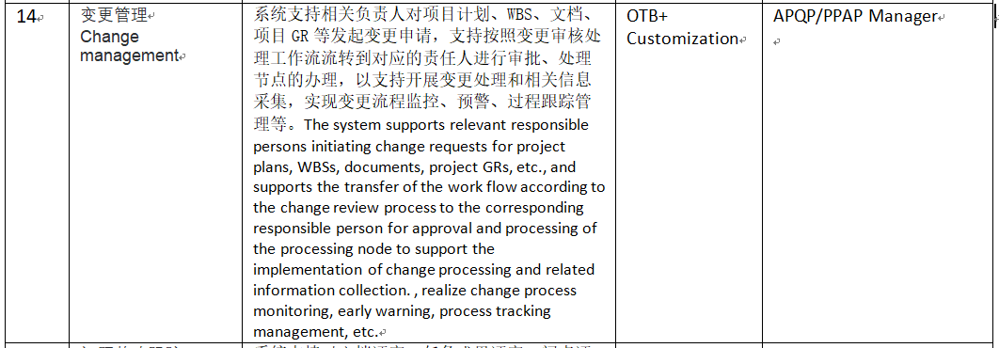 14
变更管理
Change
management
系统支持相关负责人对项目计划、WBS、文档、
项目 GR 等发起变更申请，支持按照变更审核处
理工作流流转到对应的责任人进行审批、处理
节点的办理，以支持开展变更处理和相关信息
采集，实现变更流程监控、预警、过程跟踪管
理等。The system supports relevant responsible
persons initiating change requests for project
plans, WBSs, documents, project GRs, etc., and
supports the transfer of the work flow according to
the change review process to the corresponding
responsible person for approval and processing of
the processing node to support the
implementation of change processing and related
information collection. , realize change process
monitoring, early warning, process tracking
management, etc.
OTB+
Customization
APQP/PPAP Manager